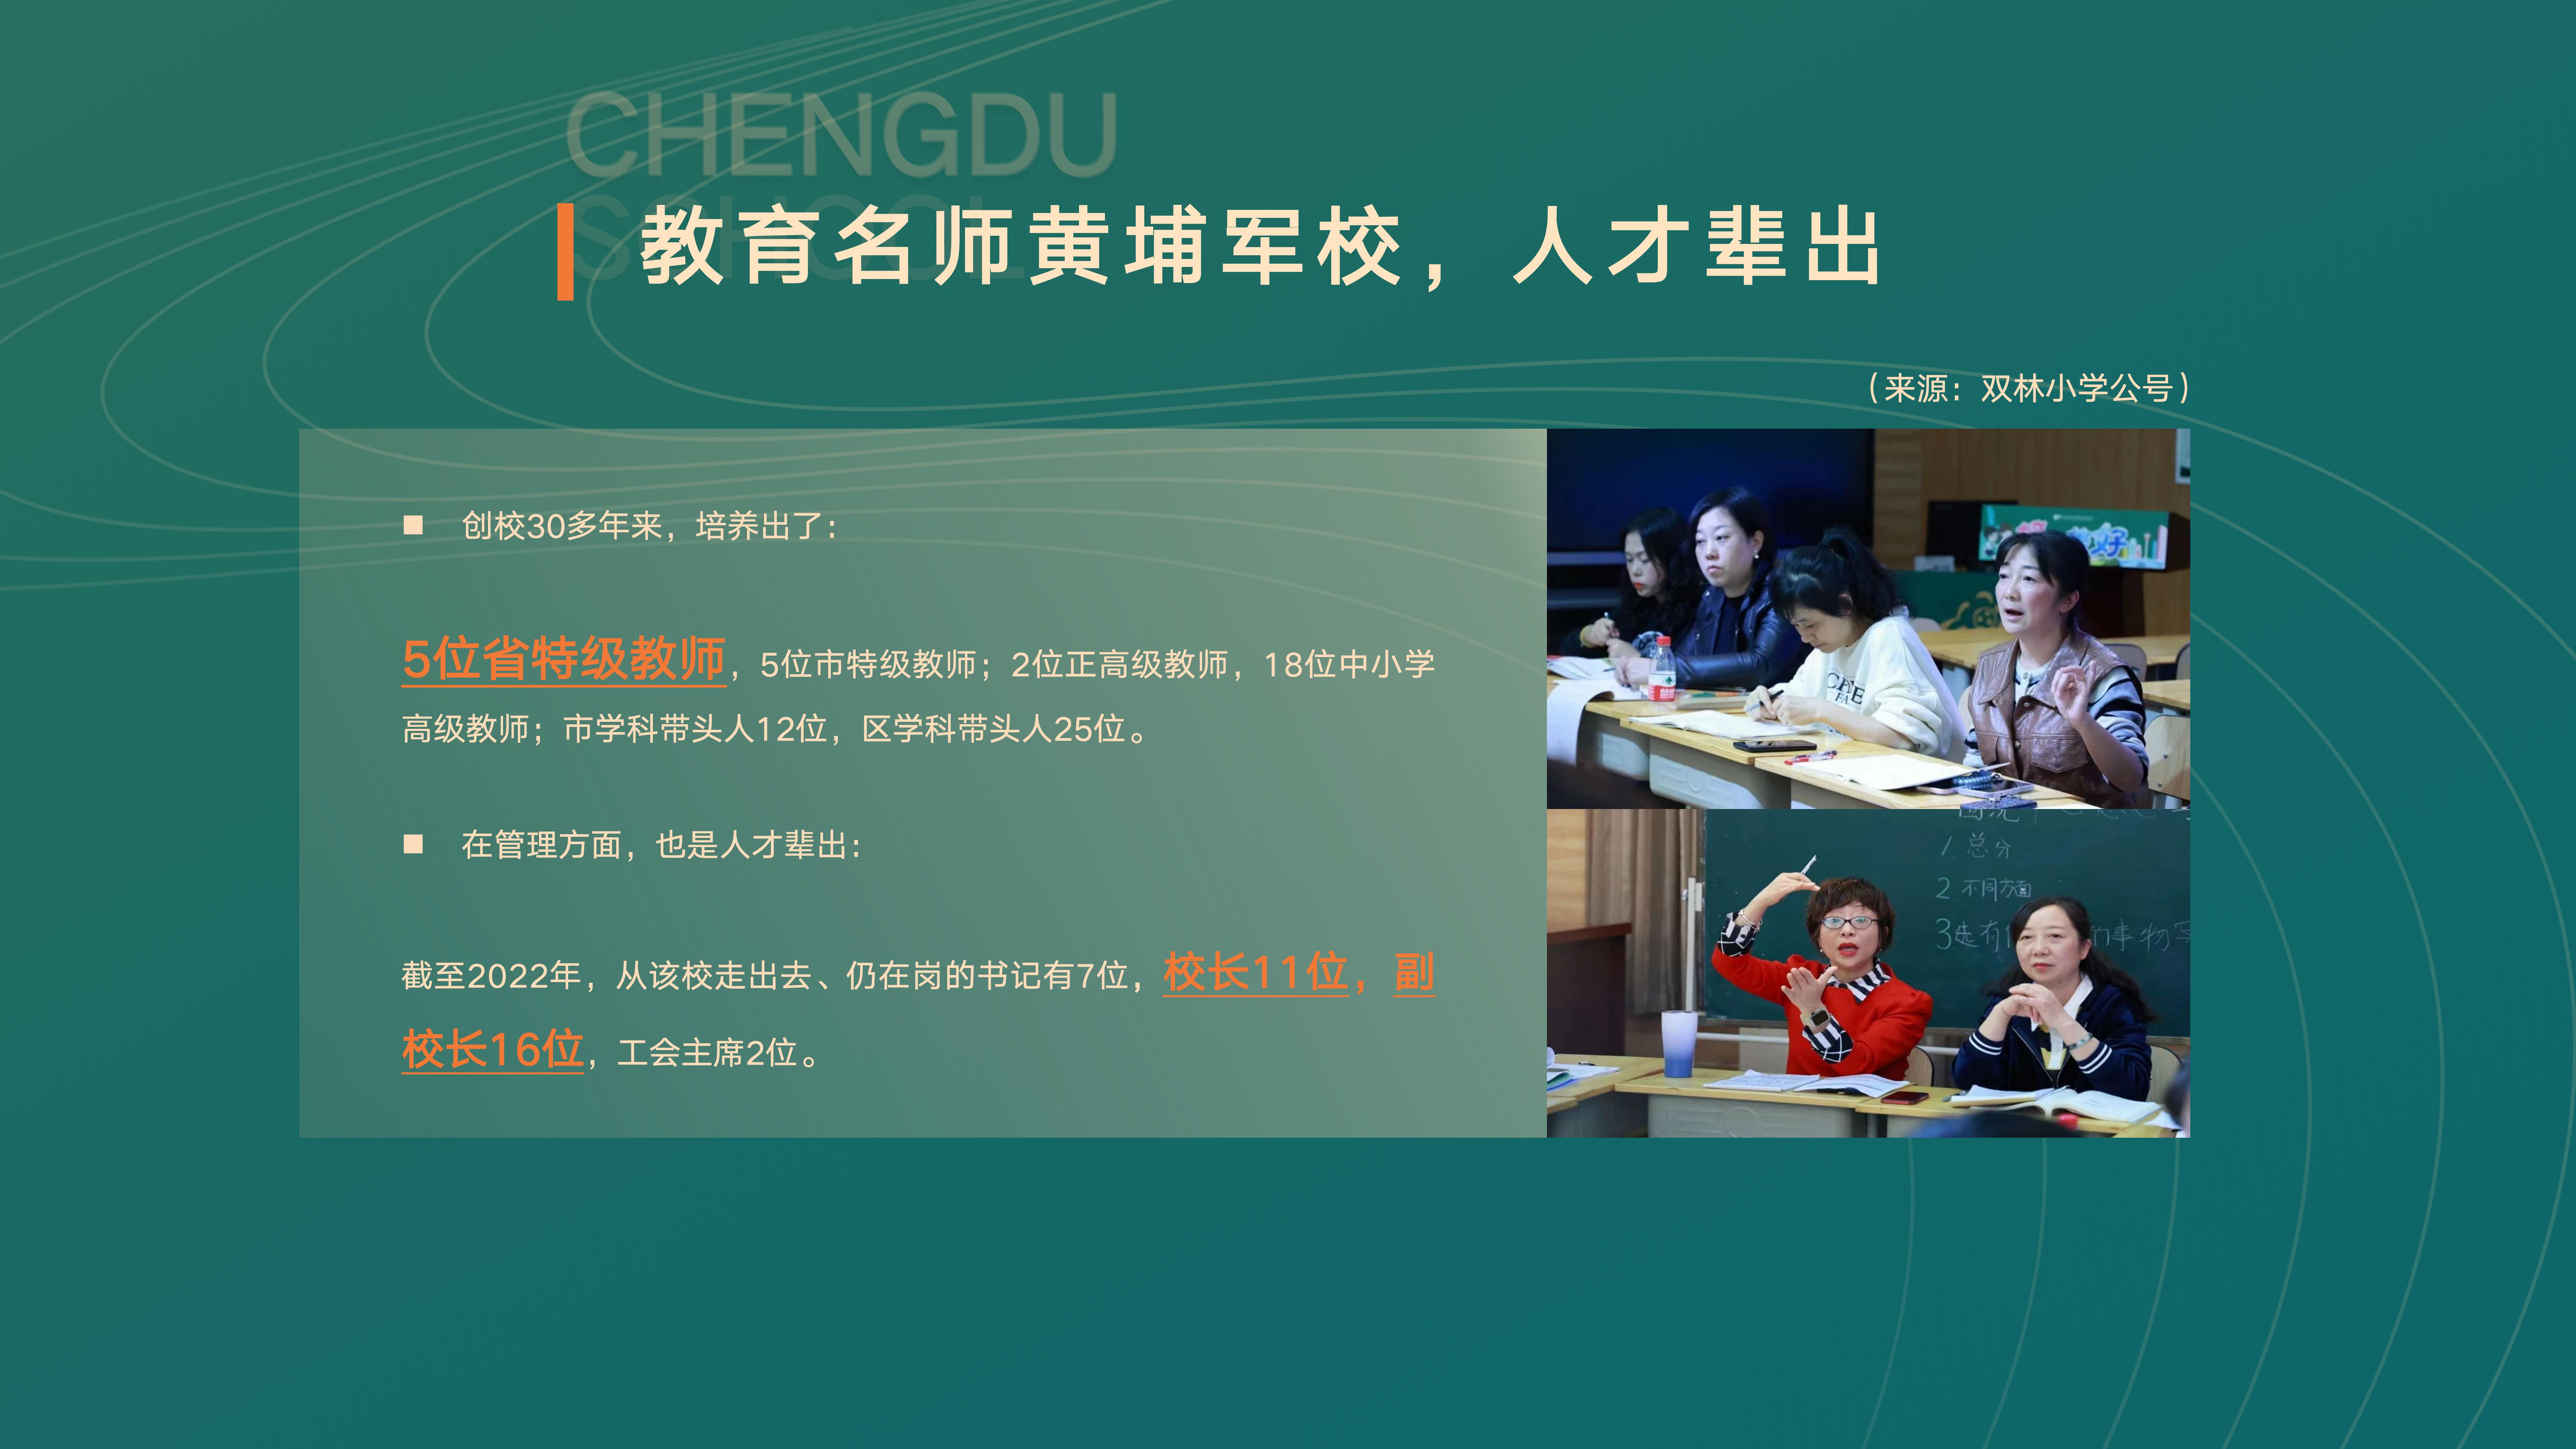 CHENGDU
SCHOOL
教育名师黄埔军校，人才辈出
（来源：双林小学公号）
■ 创校30多年来，培养出了：
5位省特级教师，5位市特级教师；2位正高级教师，18位中小学
高级教师；市学科带头人12位，区学科带头人25位。
■ 在管理方面，也是人才辈出：
截至2022年，从该校走出去、仍在岗的书记有7位，校长11位，副
校长16位，工会主席2位。
1. 总分
2 不同方面
3选有
的事物写